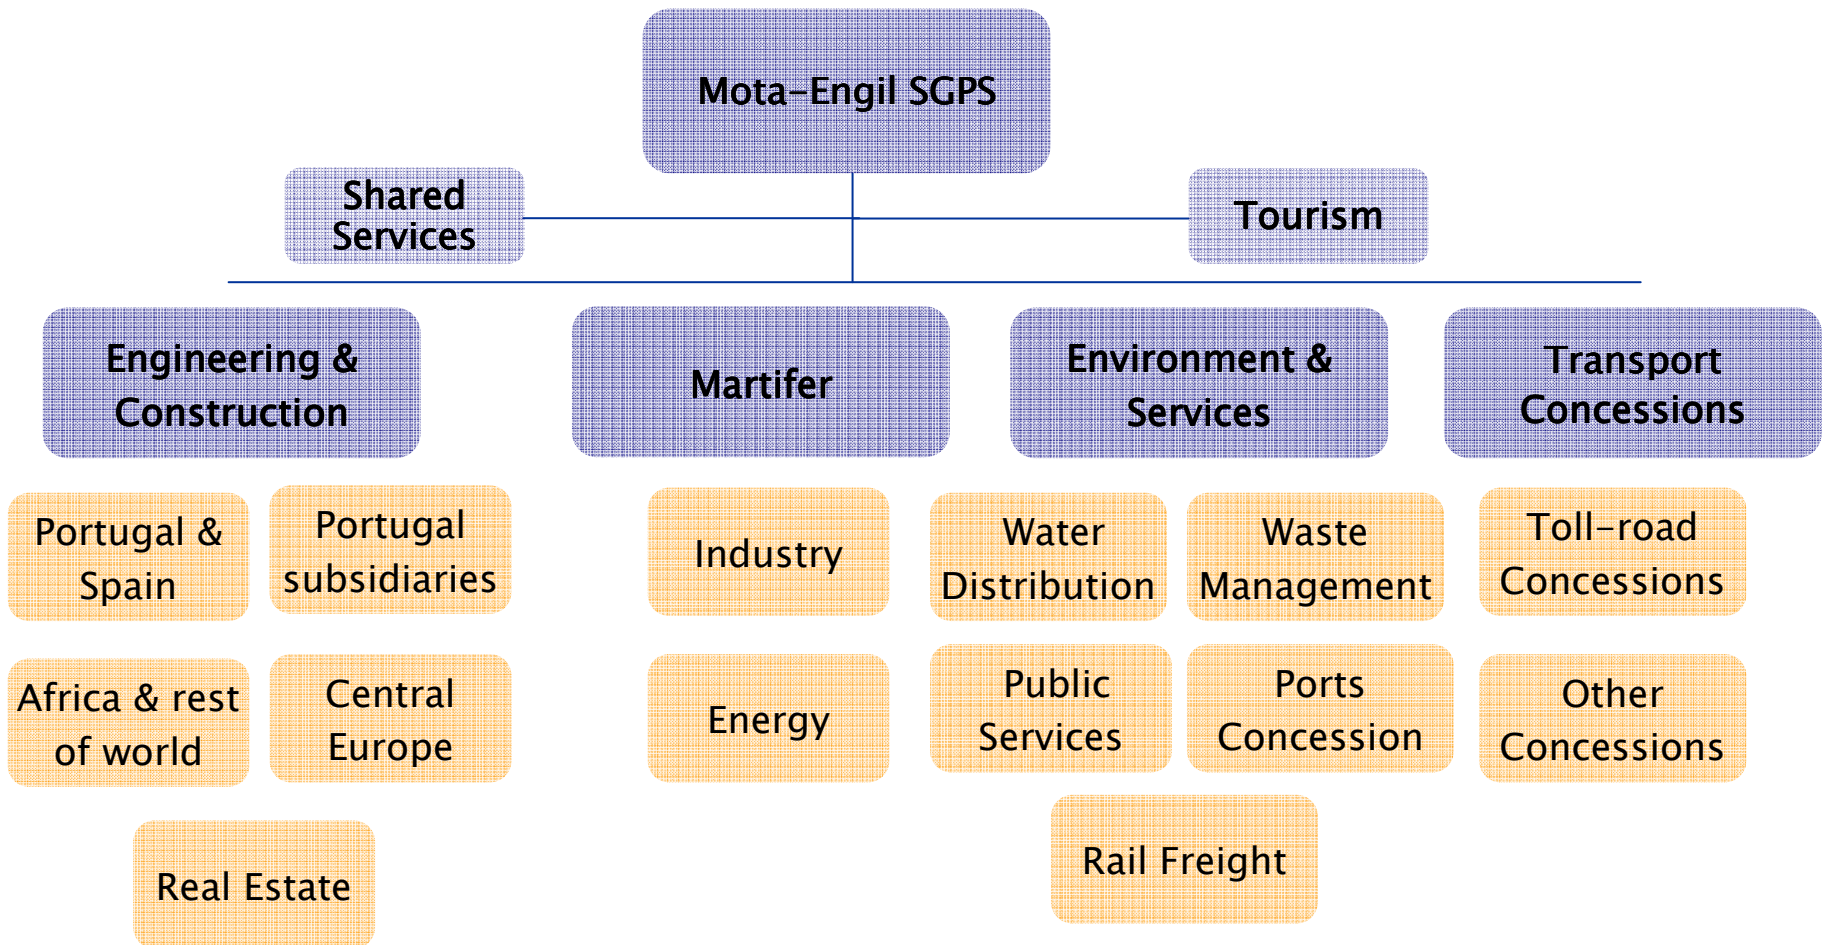 Mota-Engil SGPS
Shared
Services
Tourism
Engineering &
Construction
Martifer
Environment &
Services
Transport
Concessions
Portugal &
Spain
Portugal
subsidiaries
Industry
Water
Distribution
Waste
Management
Toll-road
Concessions
Africa & rest
of world
Central
Europe
Energy
Public
Services
Ports
Concession
Other
Concessions
Real Estate
Rail Freight